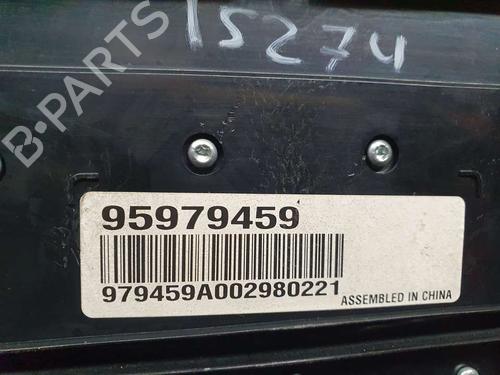 15274
B-PARTS
95979459
979459A002980221
ASSEMBLED IN CHINA